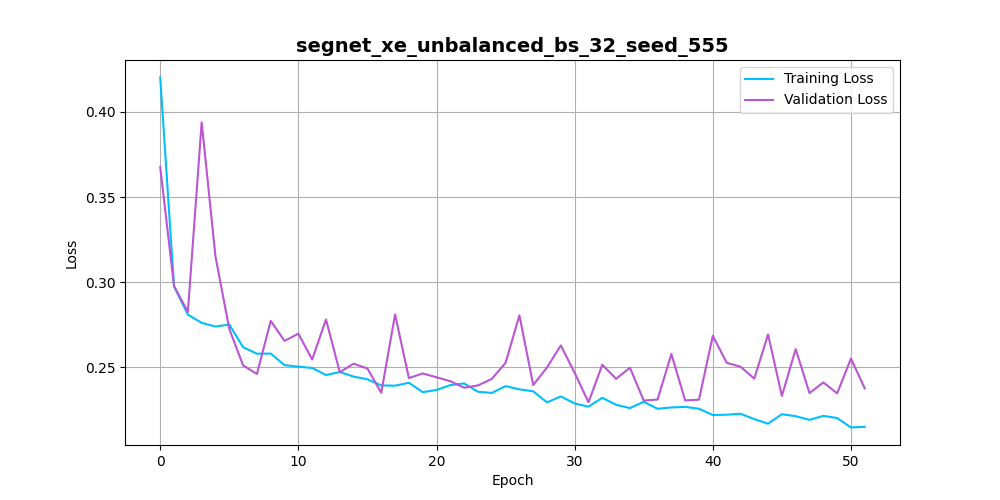 segnet_xe_unbalanced_bs_32_seed_555
Training Loss
Validation Loss
0.40
0.35
0.30
0.25
Loss
0 10 20 30 40 50
Epoch